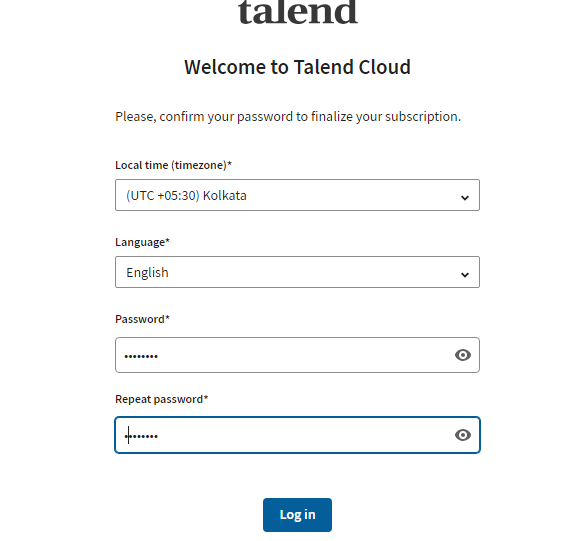 talend
Welcome to Talend Cloud
Please, confirm your password to finalize your subscription.
Local time (timezone)*
(UTC +05:30) Kolkata
Language*
English
Password*
••••••••
Repeat password*
••••••••
Log in